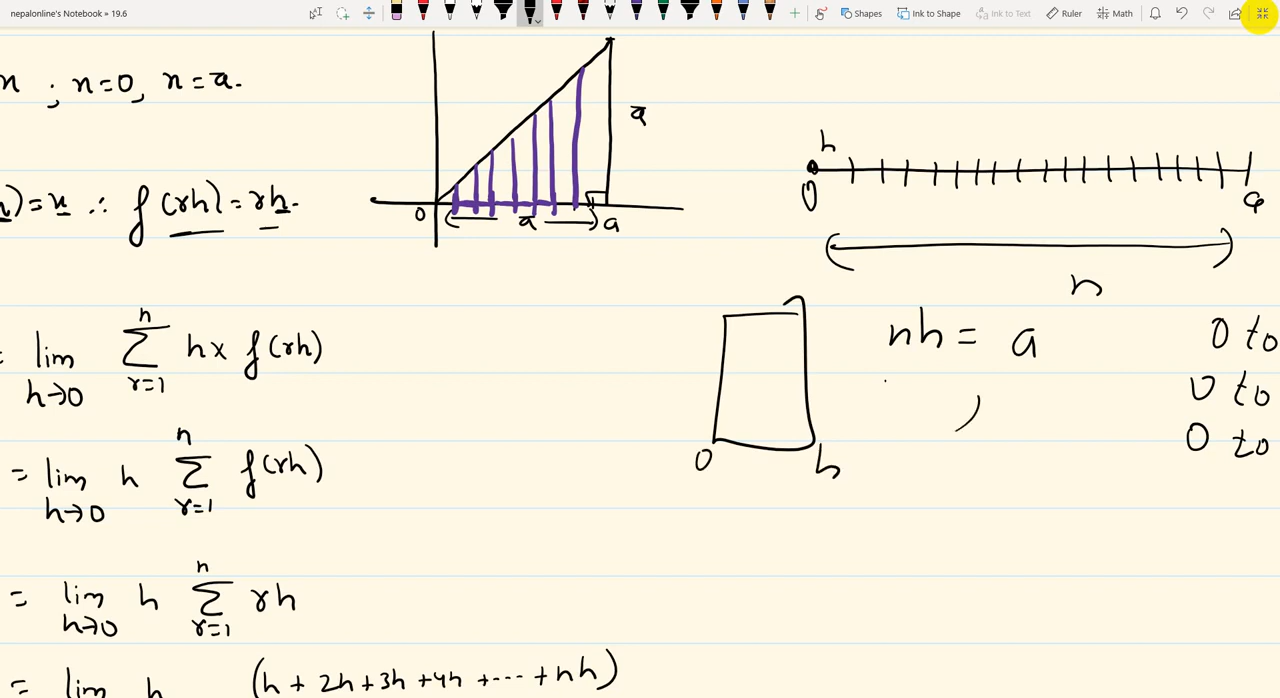 nepalonline's Notebook » 19.6
Shapes Ink to Shape Ink to Text Ruler Math
x ; x=0, x=a.
)=x ∴ f(rh)=rh.
a
0 a a
h
0 a
n
= lim h→0 n Σ r=1 h× f(rh)
nh = a
0 to
0 to
0 to
,
0 h
= lim h→0 h n Σ r=1 f(rh)
= lim h→0 h n Σ r=1 rh
= lim h (h + 2h +3h +4h +---- + nh)